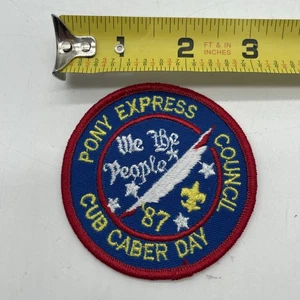 1 2 FT & IN 3
INCHES
PONY EXPRESS COUNCIL
We The
People
'87
CUB CABER DAY